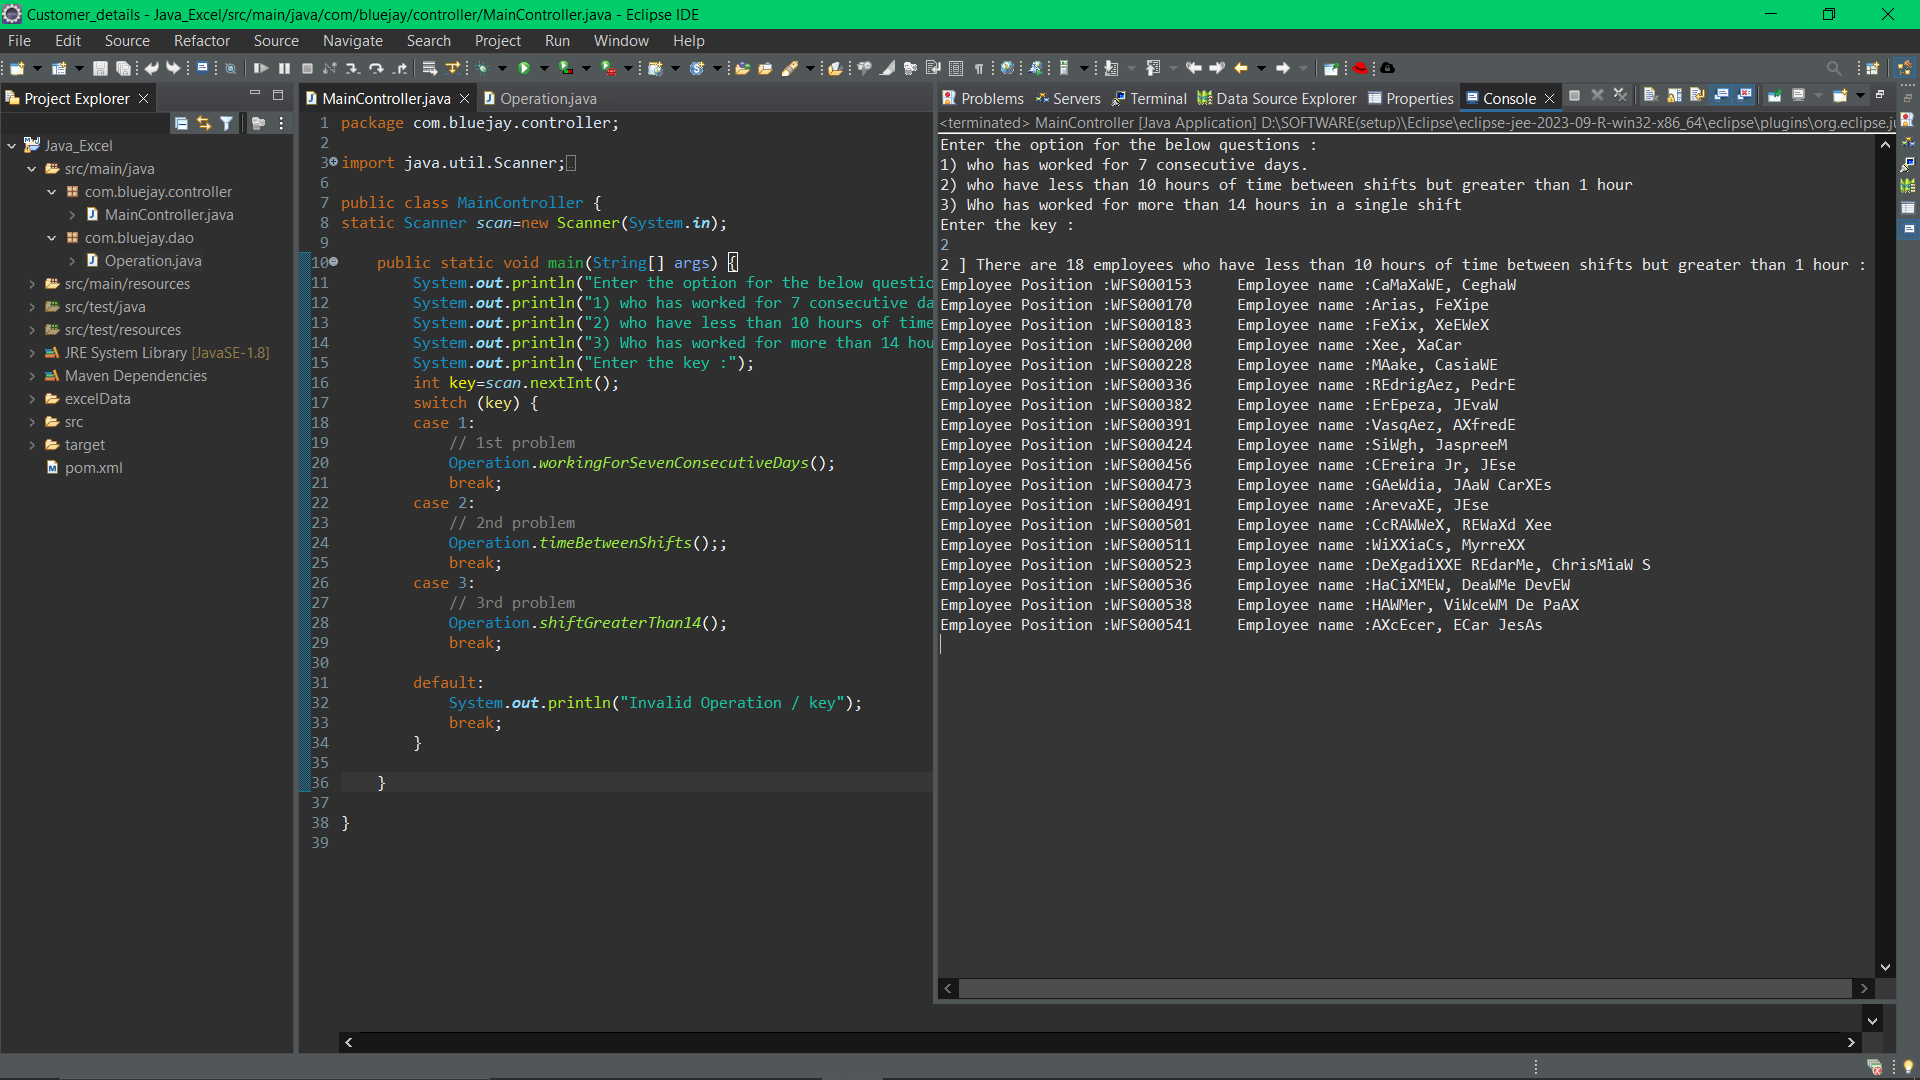 Customer_details - Java_Excel/src/main/java/com/bluejay/controller/MainController.java - Eclipse IDE
File Edit Source Refactor Source Navigate Search Project Run Window Help
Project Explorer
Java_Excel
src/main/java
com.bluejay.controller
MainController.java
com.bluejay.dao
Operation.java
src/main/resources
src/test/java
src/test/resources
JRE System Library [JavaSE-1.8]
Maven Dependencies
excelData
src
target
pom.xml
MainController.java Operation.java
1 package com.bluejay.controller;
2
3 import java.util.Scanner;
6
7 public class MainController {
8 static Scanner scan=new Scanner(System.in);
9
10 public static void main(String[] args) {
11 System.out.println("Enter the option for the below questio
12 System.out.println("1) who has worked for 7 consecutive da
13 System.out.println("2) who have less than 10 hours of time
14 System.out.println("3) Who has worked for more than 14 hou
15 System.out.println("Enter the key :");
16 int key=scan.nextInt();
17 switch (key) {
18 case 1:
19 // 1st problem
20 Operation.workingForSevenConsecutiveDays();
21 break;
22 case 2:
23 // 2nd problem
24 Operation.timeBetweenShifts();;
25 break;
26 case 3:
27 // 3rd problem
28 Operation.shiftGreaterThan14();
29 break;
30
31 default:
32 System.out.println("Invalid Operation / key");
33 break;
34 }
35
36 }
37
38 }
39
Problems Servers Terminal Data Source Explorer Properties Console
<terminated> MainController [Java Application] D:\SOFTWARE(setup)\Eclipse\eclipse-jee-2023-09-R-win32-x86_64\eclipse\plugins\org.eclipse.ju
Enter the option for the below questions :
1) who has worked for 7 consecutive days.
2) who have less than 10 hours of time between shifts but greater than 1 hour
3) Who has worked for more than 14 hours in a single shift
Enter the key :
2
2 ] There are 18 employees who have less than 10 hours of time between shifts but greater than 1 hour :
Employee Position :WFS000153 Employee name :CaMaXaWE, CeghaW
Employee Position :WFS000170 Employee name :Arias, FeXipe
Employee Position :WFS000183 Employee name :FeXix, XeEWeX
Employee Position :WFS000200 Employee name :Xee, XaCar
Employee Position :WFS000228 Employee name :MAake, CasiaWE
Employee Position :WFS000336 Employee name :REdrigAez, PedrE
Employee Position :WFS000382 Employee name :ErEpeza, JEvaW
Employee Position :WFS000391 Employee name :VasqAez, AXfredE
Employee Position :WFS000424 Employee name :SiWgh, JaspreeM
Employee Position :WFS000456 Employee name :CEreira Jr, JEse
Employee Position :WFS000473 Employee name :GAeWdia, JAaW CarXEs
Employee Position :WFS000491 Employee name :ArevaXE, JEse
Employee Position :WFS000501 Employee name :CcRAWWeX, REWaXd Xee
Employee Position :WFS000511 Employee name :WiXXiaCs, MyrreXX
Employee Position :WFS000523 Employee name :DeXgadiXXE REdarMe, ChrisMiaW S
Employee Position :WFS000536 Employee name :HaCiXMEW, DeaWMe DevEW
Employee Position :WFS000538 Employee name :HAWMer, ViWceWM De PaAX
Employee Position :WFS000541 Employee name :AXcEcer, ECar JesAs